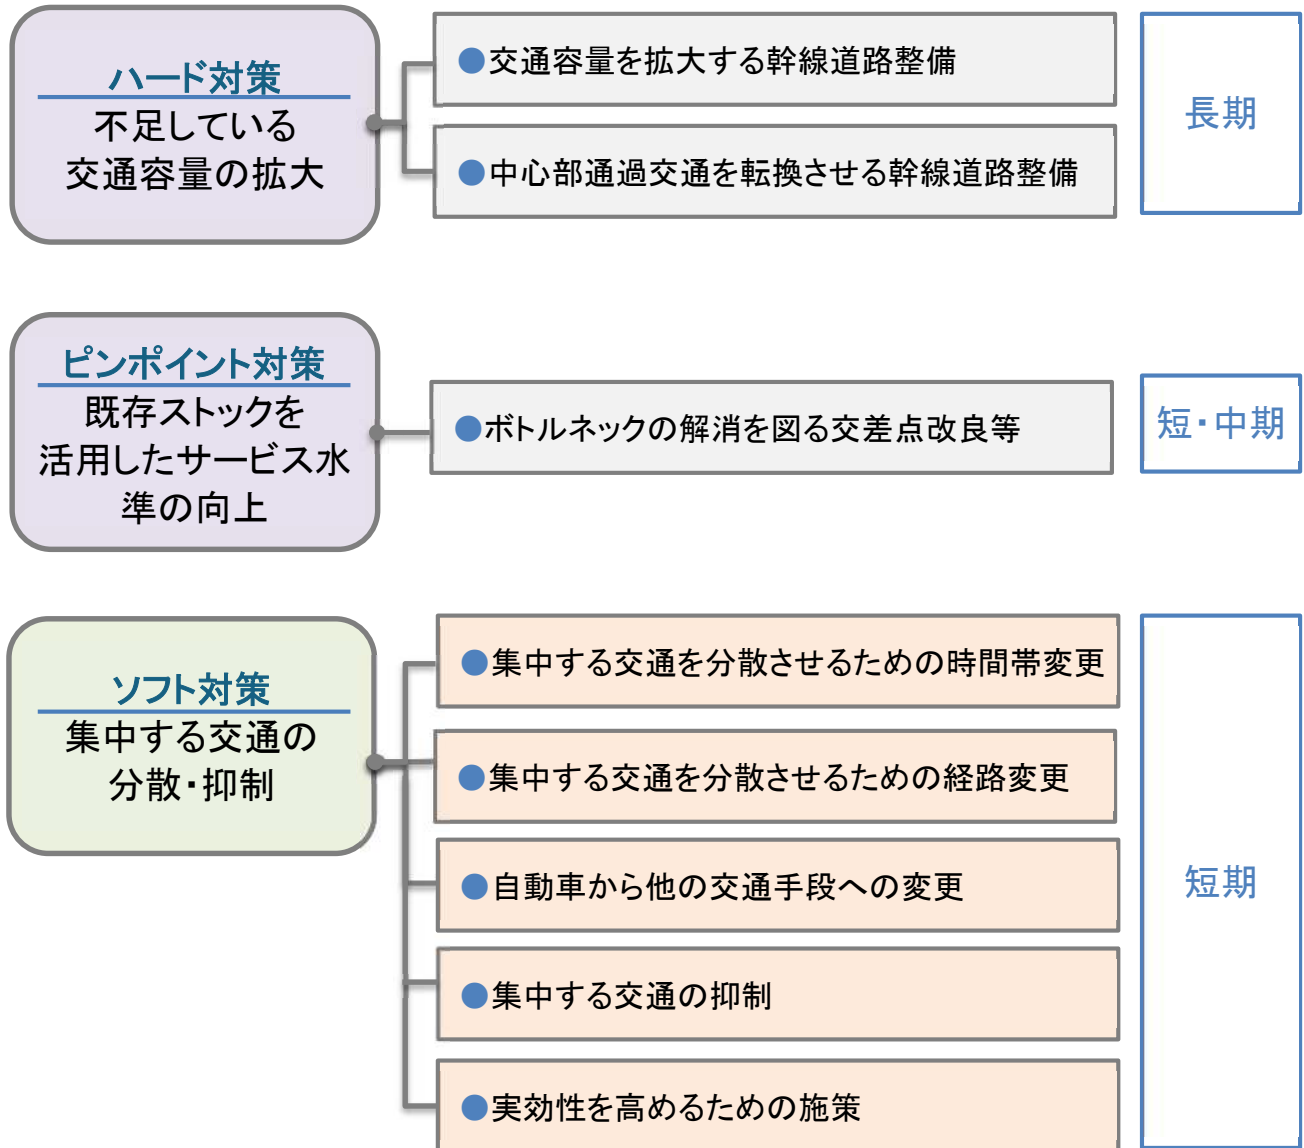 ハード対策
不足している
交通容量の拡大
●交通容量を拡大する幹線道路整備
●中心部通過交通を転換させる幹線道路整備
長期
ピンポイント対策
既存ストックを
活用したサービス水
準の向上
●ボトルネックの解消を図る交差点改良等
短・中期
ソフト対策
集中する交通の
分散・抑制
●集中する交通を分散させるための時間帯変更
●集中する交通を分散させるための経路変更
●自動車から他の交通手段への変更
●集中する交通の抑制
●実効性を高めるための施策
短期